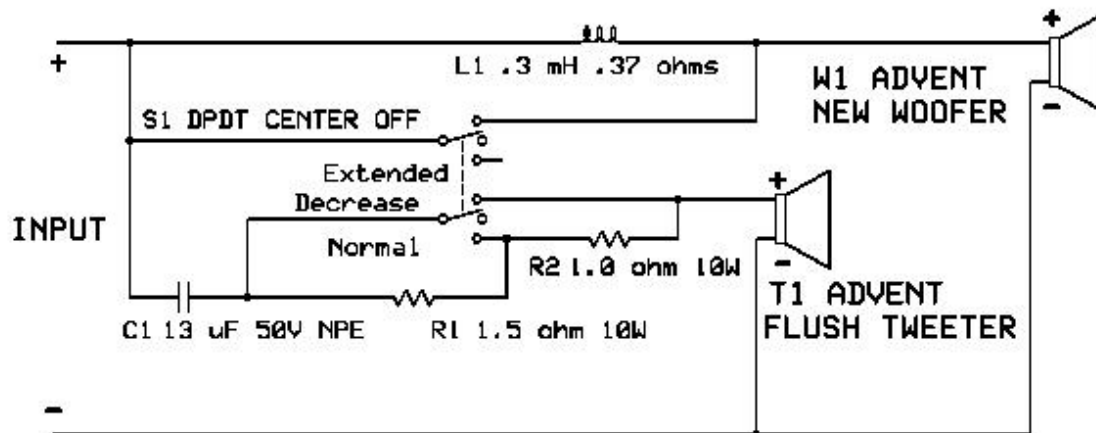 +
L1 .3 mH .37 ohms
+
W1 ADVENT
NEW WOOFER
-
S1 DPDT CENTER OFF
Extended
Decrease
Normal
+
INPUT
-
R2 1.0 ohm 10W
T1 ADVENT
FLUSH TWEETER
C1 13 uF 50V NPE
R1 1.5 ohm 10W
-